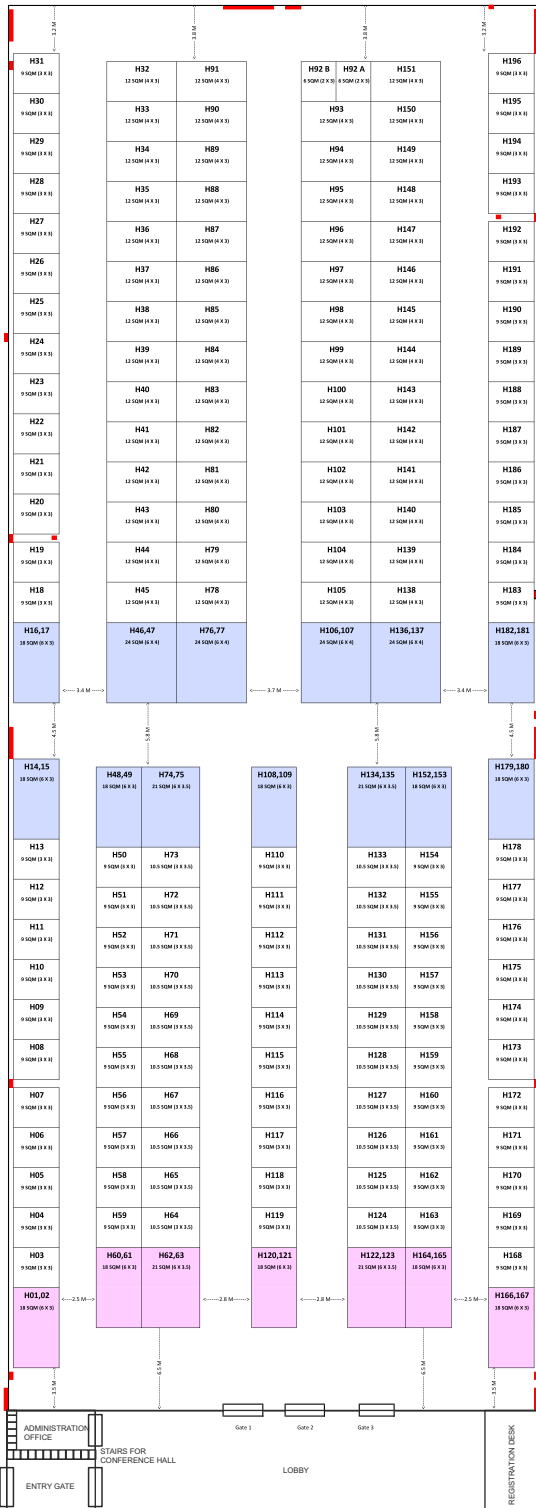 3.2 M
3.8 M
3.8 M
3.2 M
H31
9 SQM (3 X 3)
H30
9 SQM (3 X 3)
H29
9 SQM (3 X 3)
H28
9 SQM (3 X 3)
H27
9 SQM (3 X 3)
H26
9 SQM (3 X 3)
H25
9 SQM (3 X 3)
H24
9 SQM (3 X 3)
H23
9 SQM (3 X 3)
H22
9 SQM (3 X 3)
H21
9 SQM (3 X 3)
H20
9 SQM (3 X 3)
H19
9 SQM (3 X 3)
H18
9 SQM (3 X 3)
H16,17
18 SQM (6 X 3)
H32
12 SQM (4 X 3)
H33
12 SQM (4 X 3)
H34
12 SQM (4 X 3)
H35
12 SQM (4 X 3)
H36
12 SQM (4 X 3)
H37
12 SQM (4 X 3)
H38
12 SQM (4 X 3)
H39
12 SQM (4 X 3)
H40
12 SQM (4 X 3)
H41
12 SQM (4 X 3)
H42
12 SQM (4 X 3)
H43
12 SQM (4 X 3)
H44
12 SQM (4 X 3)
H45
12 SQM (4 X 3)
H46,47
24 SQM (6 X 4)
H91
12 SQM (4 X 3)
H90
12 SQM (4 X 3)
H89
12 SQM (4 X 3)
H88
12 SQM (4 X 3)
H87
12 SQM (4 X 3)
H86
12 SQM (4 X 3)
H85
12 SQM (4 X 3)
H84
12 SQM (4 X 3)
H83
12 SQM (4 X 3)
H82
12 SQM (4 X 3)
H81
12 SQM (4 X 3)
H80
12 SQM (4 X 3)
H79
12 SQM (4 X 3)
H78
12 SQM (4 X 3)
H76,77
24 SQM (6 X 4)
H92 B
6 SQM (2 X 3)
H92 A
6 SQM (2 X 3)
H93
12 SQM (4 X 3)
H94
12 SQM (4 X 3)
H95
12 SQM (4 X 3)
H96
12 SQM (4 X 3)
H97
12 SQM (4 X 3)
H98
12 SQM (4 X 3)
H99
12 SQM (4 X 3)
H100
12 SQM (4 X 3)
H101
12 SQM (4 X 3)
H102
12 SQM (4 X 3)
H103
12 SQM (4 X 3)
H104
12 SQM (4 X 3)
H105
12 SQM (4 X 3)
H106,107
24 SQM (6 X 4)
H151
12 SQM (4 X 3)
H150
12 SQM (4 X 3)
H149
12 SQM (4 X 3)
H148
12 SQM (4 X 3)
H147
12 SQM (4 X 3)
H146
12 SQM (4 X 3)
H145
12 SQM (4 X 3)
H144
12 SQM (4 X 3)
H143
12 SQM (4 X 3)
H142
12 SQM (4 X 3)
H141
12 SQM (4 X 3)
H140
12 SQM (4 X 3)
H139
12 SQM (4 X 3)
H138
12 SQM (4 X 3)
H136,137
24 SQM (6 X 4)
H196
9 SQM (3 X 3)
H195
9 SQM (3 X 3)
H194
9 SQM (3 X 3)
H193
9 SQM (3 X 3)
H192
9 SQM (3 X 3)
H191
9 SQM (3 X 3)
H190
9 SQM (3 X 3)
H189
9 SQM (3 X 3)
H188
9 SQM (3 X 3)
H187
9 SQM (3 X 3)
H186
9 SQM (3 X 3)
H185
9 SQM (3 X 3)
H184
9 SQM (3 X 3)
H183
9 SQM (3 X 3)
H182,181
18 SQM (6 X 3)
3.4 M
3.7 M
3.4 M
4.5 M
5.8 M
5.8 M
4.5 M
H14,15
18 SQM (6 X 3)
H13
9 SQM (3 X 3)
H12
9 SQM (3 X 3)
H11
9 SQM (3 X 3)
H10
9 SQM (3 X 3)
H09
9 SQM (3 X 3)
H08
9 SQM (3 X 3)
H07
9 SQM (3 X 3)
H06
9 SQM (3 X 3)
H05
9 SQM (3 X 3)
H04
9 SQM (3 X 3)
H03
9 SQM (3 X 3)
H01,02
18 SQM (6 X 3)
H48,49
18 SQM (6 X 3)
H50
9 SQM (3 X 3)
H51
9 SQM (3 X 3)
H52
9 SQM (3 X 3)
H53
9 SQM (3 X 3)
H54
9 SQM (3 X 3)
H55
9 SQM (3 X 3)
H56
9 SQM (3 X 3)
H57
9 SQM (3 X 3)
H58
9 SQM (3 X 3)
H59
9 SQM (3 X 3)
H60,61
18 SQM (6 X 3)
H74,75
21 SQM (6 X 3.5)
H73
10.5 SQM (3 X 3.5)
H72
10.5 SQM (3 X 3.5)
H71
10.5 SQM (3 X 3.5)
H70
10.5 SQM (3 X 3.5)
H69
10.5 SQM (3 X 3.5)
H68
10.5 SQM (3 X 3.5)
H67
10.5 SQM (3 X 3.5)
H66
10.5 SQM (3 X 3.5)
H65
10.5 SQM (3 X 3.5)
H64
10.5 SQM (3 X 3.5)
H62,63
21 SQM (6 X 3.5)
H108,109
18 SQM (6 X 3)
H110
9 SQM (3 X 3)
H111
9 SQM (3 X 3)
H112
9 SQM (3 X 3)
H113
9 SQM (3 X 3)
H114
9 SQM (3 X 3)
H115
9 SQM (3 X 3)
H116
9 SQM (3 X 3)
H117
9 SQM (3 X 3)
H118
9 SQM (3 X 3)
H119
9 SQM (3 X 3)
H120,121
18 SQM (6 X 3)
H134,135
21 SQM (6 X 3.5)
H133
10.5 SQM (3 X 3.5)
H132
10.5 SQM (3 X 3.5)
H131
10.5 SQM (3 X 3.5)
H130
10.5 SQM (3 X 3.5)
H129
10.5 SQM (3 X 3.5)
H128
10.5 SQM (3 X 3.5)
H127
10.5 SQM (3 X 3.5)
H126
10.5 SQM (3 X 3.5)
H125
10.5 SQM (3 X 3.5)
H124
10.5 SQM (3 X 3.5)
H122,123
21 SQM (6 X 3.5)
H152,153
18 SQM (6 X 3)
H154
9 SQM (3 X 3)
H155
9 SQM (3 X 3)
H156
9 SQM (3 X 3)
H157
9 SQM (3 X 3)
H158
9 SQM (3 X 3)
H159
9 SQM (3 X 3)
H160
9 SQM (3 X 3)
H161
9 SQM (3 X 3)
H162
9 SQM (3 X 3)
H163
9 SQM (3 X 3)
H164,165
18 SQM (6 X 3)
H179,180
18 SQM (6 X 3)
H178
9 SQM (3 X 3)
H177
9 SQM (3 X 3)
H176
9 SQM (3 X 3)
H175
9 SQM (3 X 3)
H174
9 SQM (3 X 3)
H173
9 SQM (3 X 3)
H172
9 SQM (3 X 3)
H171
9 SQM (3 X 3)
H170
9 SQM (3 X 3)
H169
9 SQM (3 X 3)
H168
9 SQM (3 X 3)
H166,167
18 SQM (6 X 3)
2.5 M
2.8 M
2.8 M
2.5 M
3.5 M
6.5 M
6.5 M
3.5 M
Gate 1
Gate 2
Gate 3
ADMINISTRATION
OFFICE
STAIRS FOR
CONFERENCE HALL
LOBBY
ENTRY GATE
REGISTRATION DESK